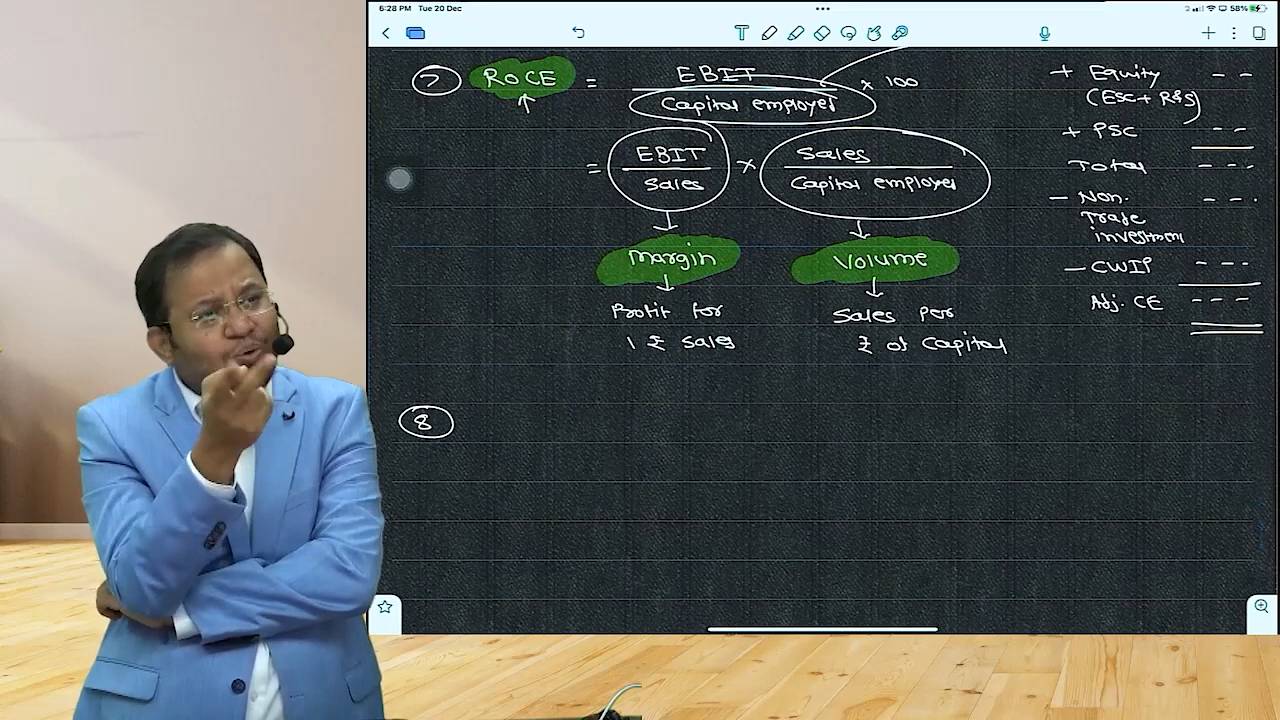 6:28 PM Tue 20 Dec
58%
7 ROCE = EBIT / Capital employed × 100
= EBIT / Sales × Sales / Capital employed
Margin
Volume
Profit for
1 ₹ Sales
Sales per
₹ of Capital
8
+ Equity
(ESC + R&S)
+ PSC
Total
- Non.
Trade
investment
- CWIP
Adj. CE